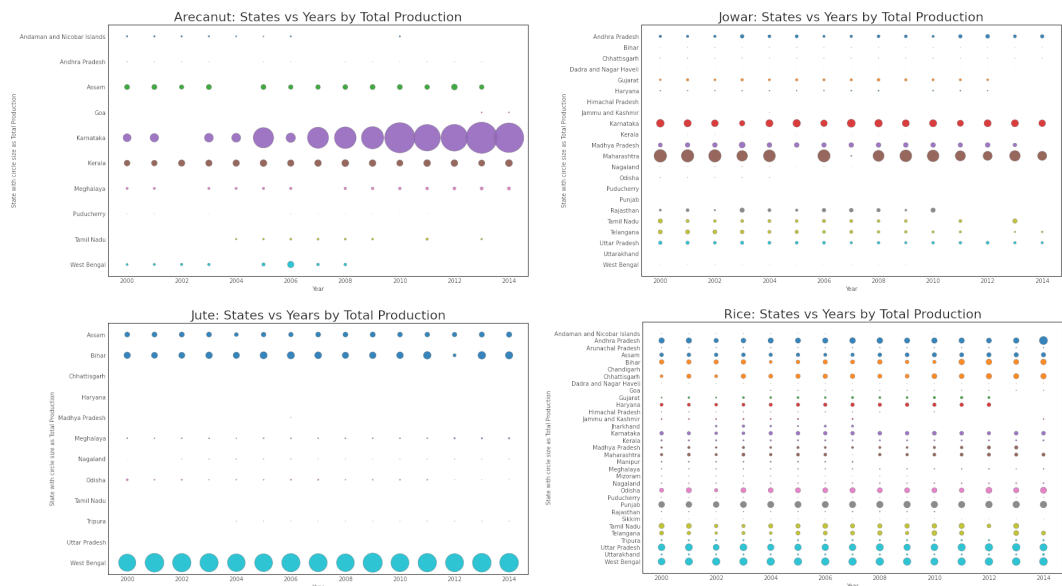 Arecanut: States vs Years by Total Production
State with circle size as Total Production
Andaman and Nicobar Islands
Andhra Pradesh
Assam
Goa
Karnataka
Kerala
Meghalaya
Puducherry
Tamil Nadu
West Bengal
2000 2002 2004 2006 2008 2010 2012 2014
Year
Jowar: States vs Years by Total Production
State with circle size as Total Production
Andhra Pradesh
Bihar
Chhattisgarh
Dadra and Nagar Haveli
Gujarat
Haryana
Himachal Pradesh
Jammu and Kashmir
Karnataka
Kerala
Madhya Pradesh
Maharashtra
Nagaland
Odisha
Puducherry
Punjab
Rajasthan
Tamil Nadu
Telangana
Uttar Pradesh
Uttarakhand
West Bengal
2000 2002 2004 2006 2008 2010 2012 2014
Year
Jute: States vs Years by Total Production
State with circle size as Total Production
Assam
Bihar
Chhattisgarh
Haryana
Madhya Pradesh
Meghalaya
Nagaland
Odisha
Tamil Nadu
Tripura
Uttar Pradesh
West Bengal
2000 2002 2004 2006 2008 2010 2012 2014
Year
Rice: States vs Years by Total Production
State with circle size as Total Production
Andaman and Nicobar Islands
Andhra Pradesh
Arunachal Pradesh
Assam
Bihar
Chandigarh
Chhattisgarh
Dadra and Nagar Haveli
Goa
Gujarat
Haryana
Himachal Pradesh
Jammu and Kashmir
Jharkhand
Karnataka
Kerala
Madhya Pradesh
Maharashtra
Manipur
Meghalaya
Mizoram
Nagaland
Odisha
Puducherry
Punjab
Rajasthan
Sikkim
Tamil Nadu
Telangana
Tripura
Uttar Pradesh
Uttarakhand
West Bengal
2000 2002 2004 2006 2008 2010 2012 2014
Year